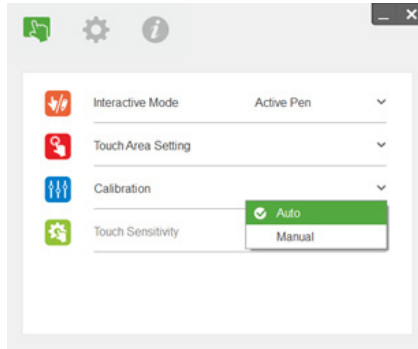 Interactive Mode Active Pen
Touch Area Setting
Calibration
Auto
Touch Sensitivity
Manual